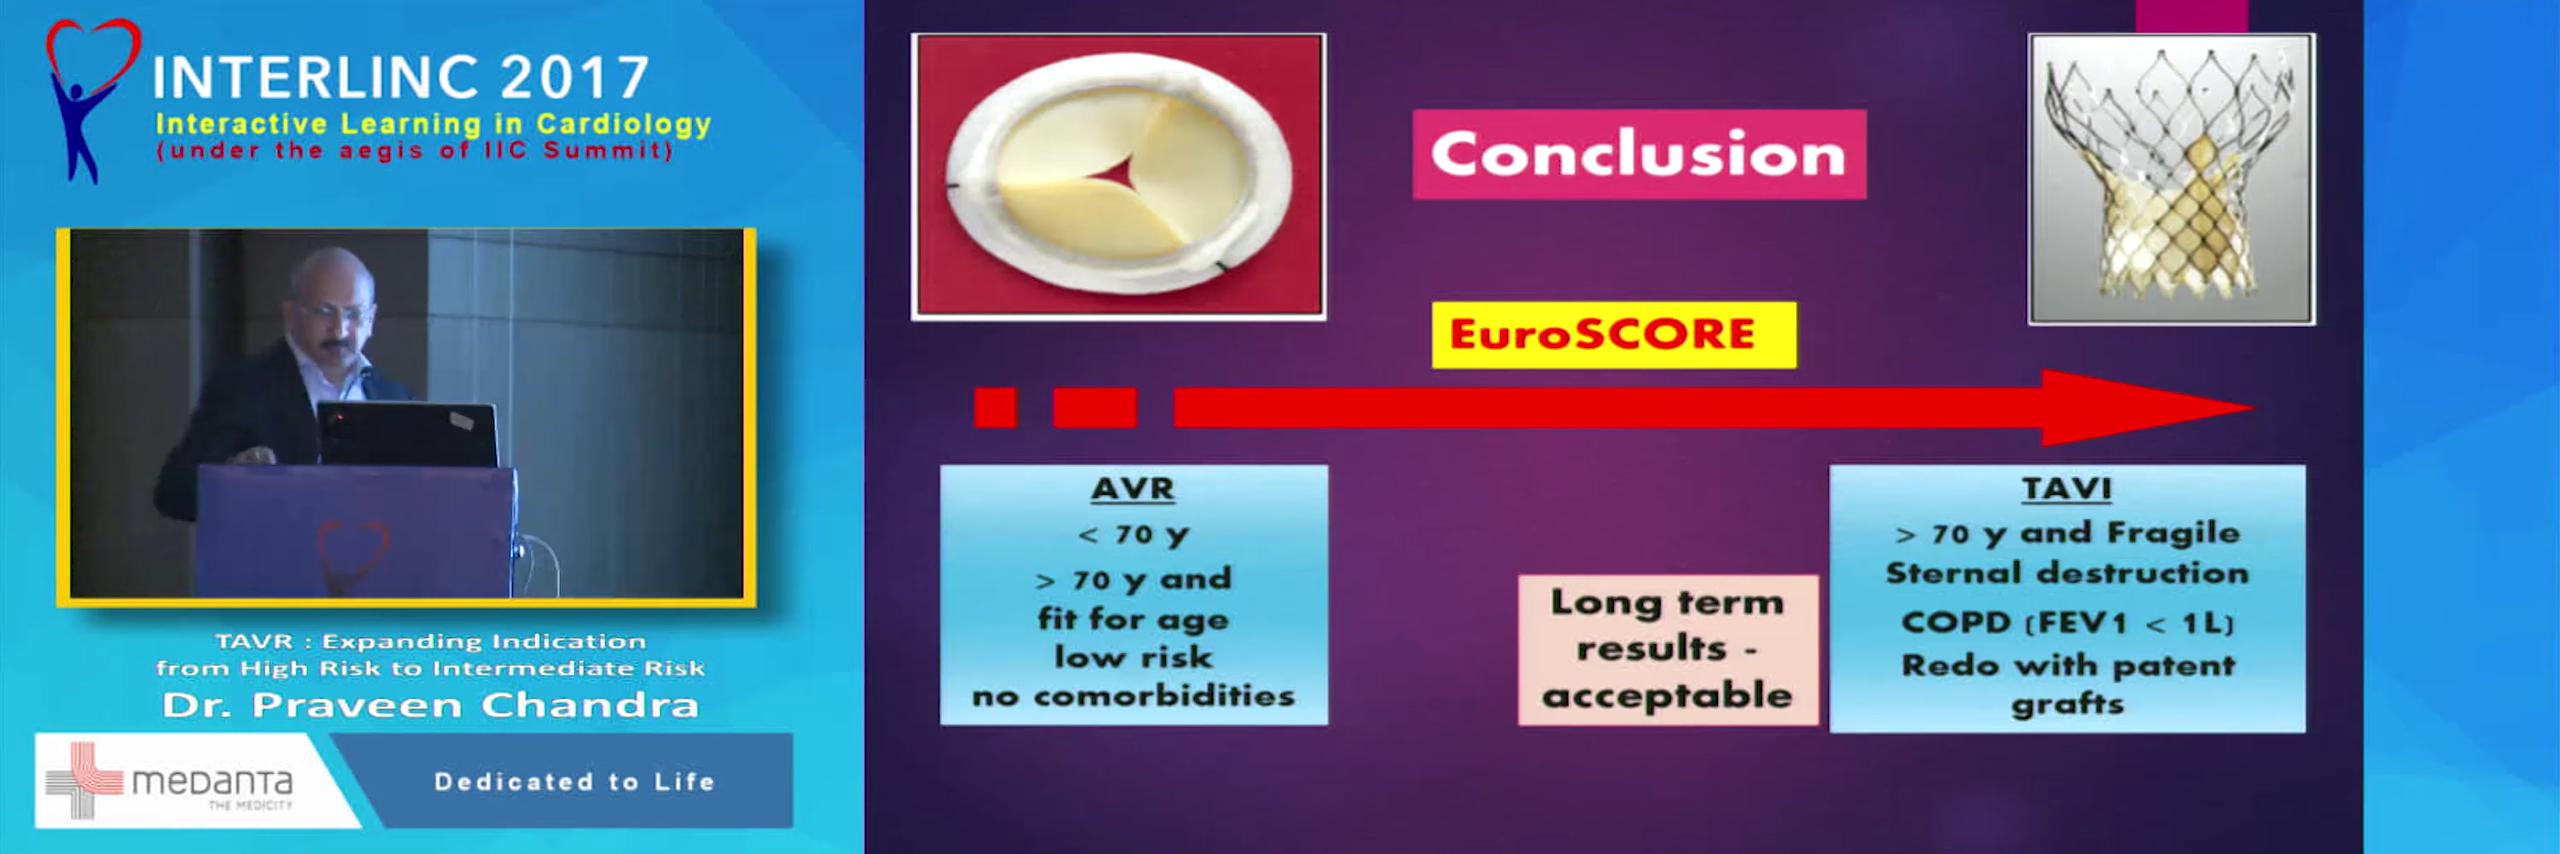 INTERLINC 2017
Interactive Learning in Cardiology
(under the aegis of IIC Summit)
TAVR : Expanding Indication
from High Risk to Intermediate Risk
Dr. Praveen Chandra
meDanTa
THE MEDICITY
Dedicated to Life
Conclusion
EuroSCORE
AVR
< 70 y
> 70 y and
fit for age
low risk
no comorbidities
Long term
results -
acceptable
TAVI
> 70 y and Fragile
Sternal destruction
COPD (FEV1 < 1L)
Redo with patent
grafts